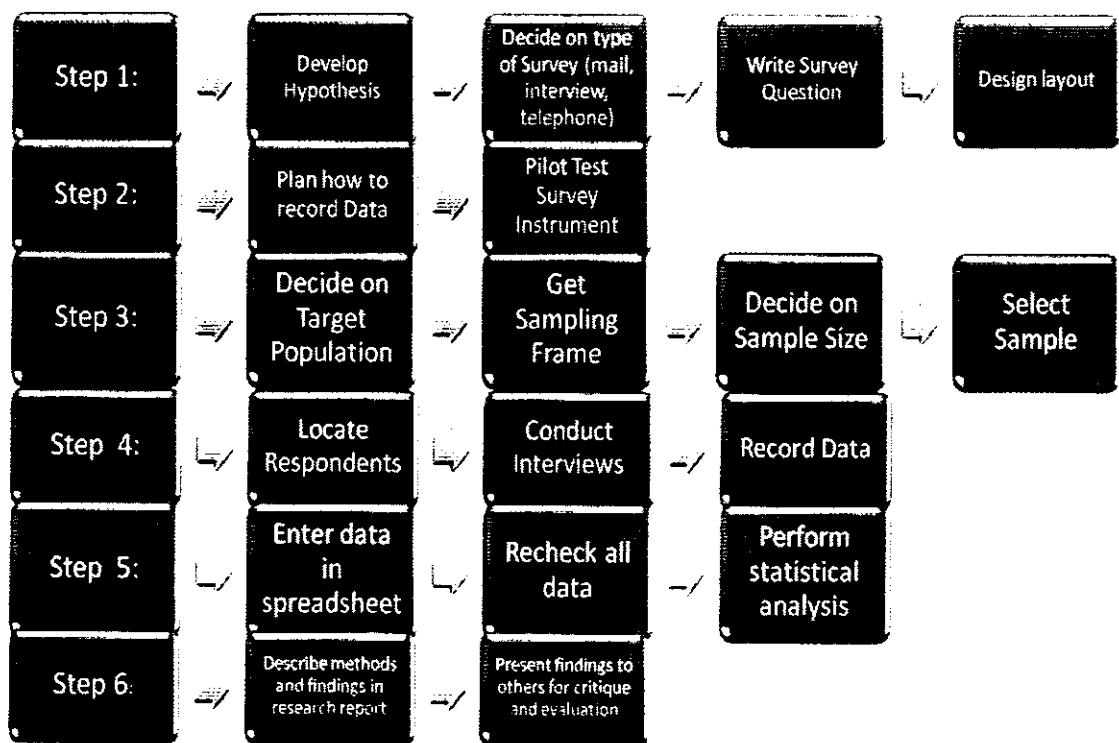 Step 1:
Develop
Hypothesis
Decide on type
of Survey (mail,
interview,
telephone)
Write Survey
Question
Design layout
Step 2:
Plan how to
record Data
Pilot Test
Survey
Instrument
Step 3:
Decide on
Target
Population
Get
Sampling
Frame
Decide on
Sample Size
Select
Sample
Step 4:
Locate
Respondents
Conduct
Interviews
Record Data
Step 5:
Enter data
in
spreadsheet
Recheck all
data
Perform
statistical
analysis
Step 6:
Describe methods
and findings in
research report
Present findings to
others for critique
and evaluation